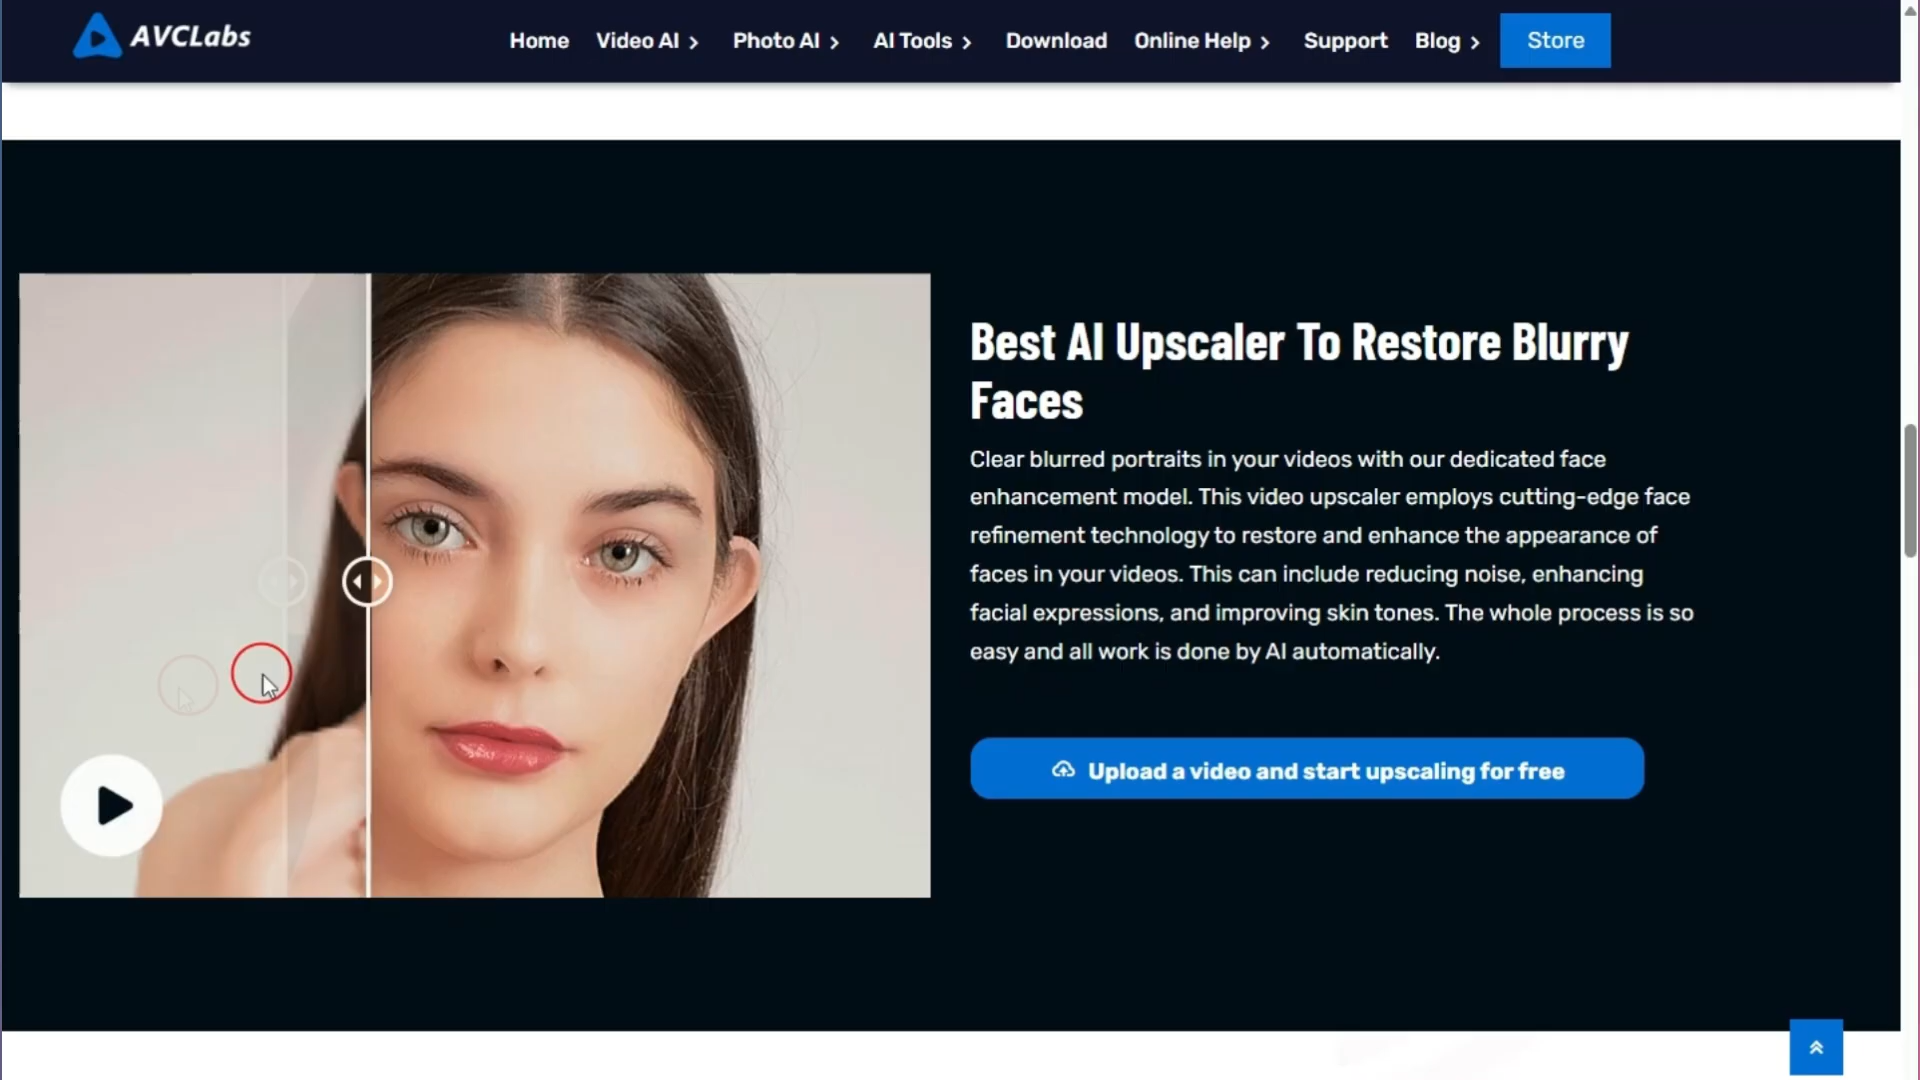 AVCLabs
Home Video AI Photo AI AI Tools Download Online Help Support Blog Store
Best AI Upscaler To Restore Blurry
Faces
Clear blurred portraits in your videos with our dedicated face
enhancement model. This video upscaler employs cutting-edge face
refinement technology to restore and enhance the appearance of
faces in your videos. This can include reducing noise, enhancing
facial expressions, and improving skin tones. The whole process is so
easy and all work is done by AI automatically.
Upload a video and start upscaling for free